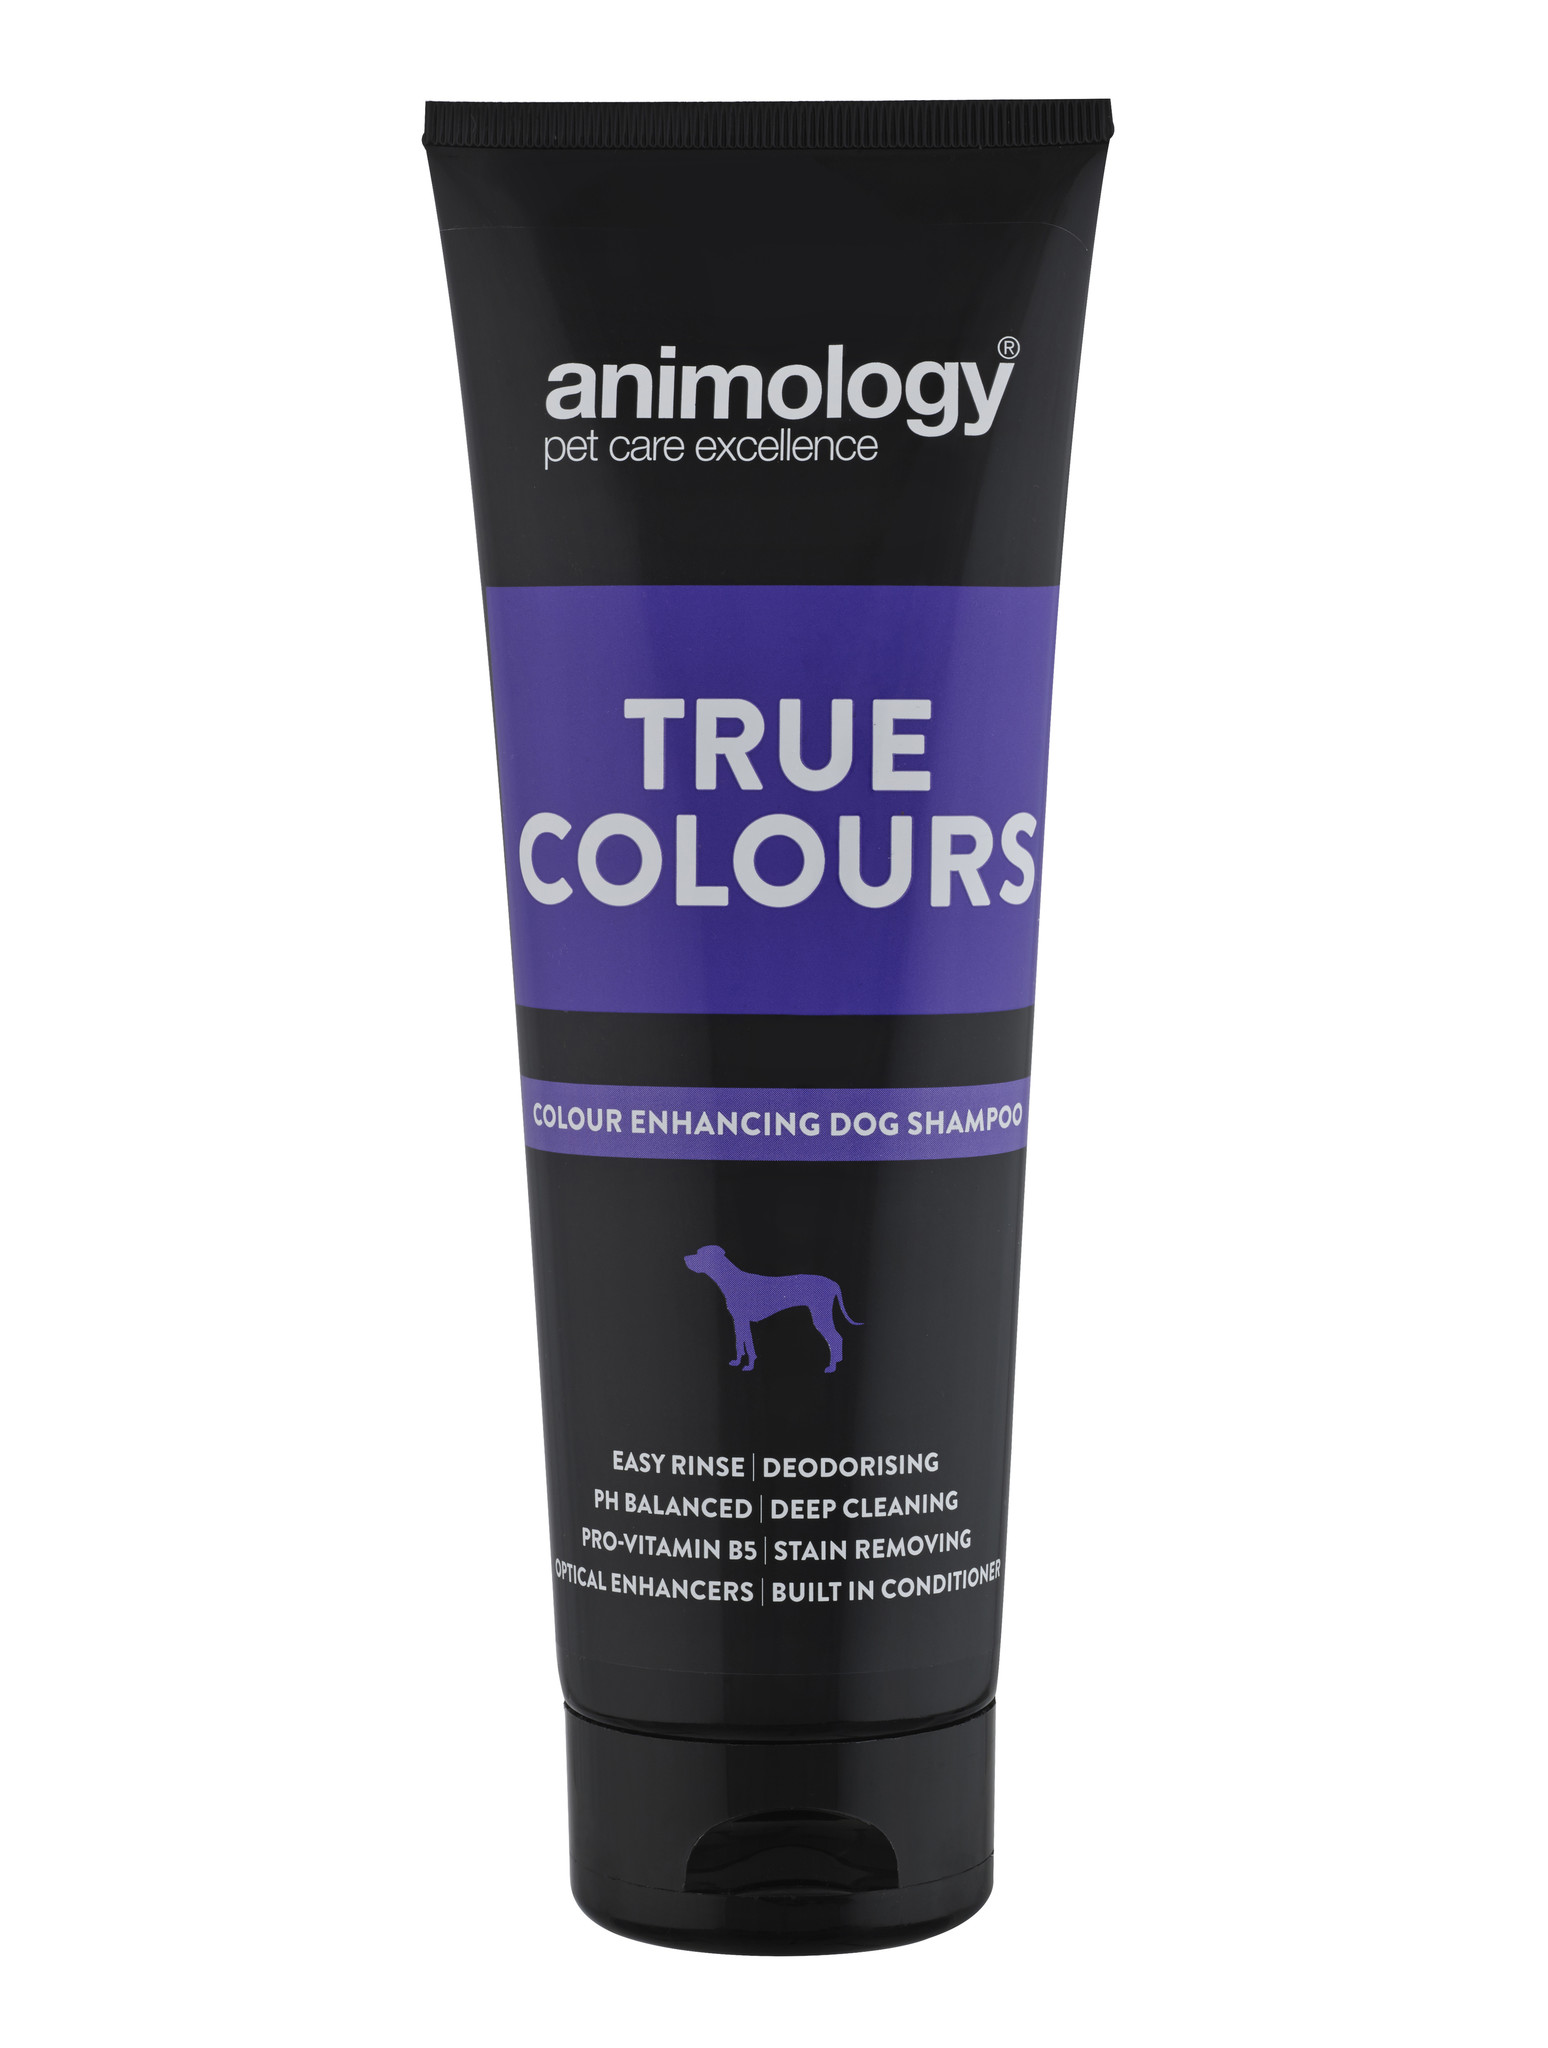 animology®
pet care excellence
TRUE
COLOURS
COLOUR ENHANCING DOG SHAMPOO
EASY RINSE | DEODORISING
PH BALANCED | DEEP CLEANING
PRO-VITAMIN B5 | STAIN REMOVING
OPTICAL ENHANCERS | BUILT IN CONDITIONER